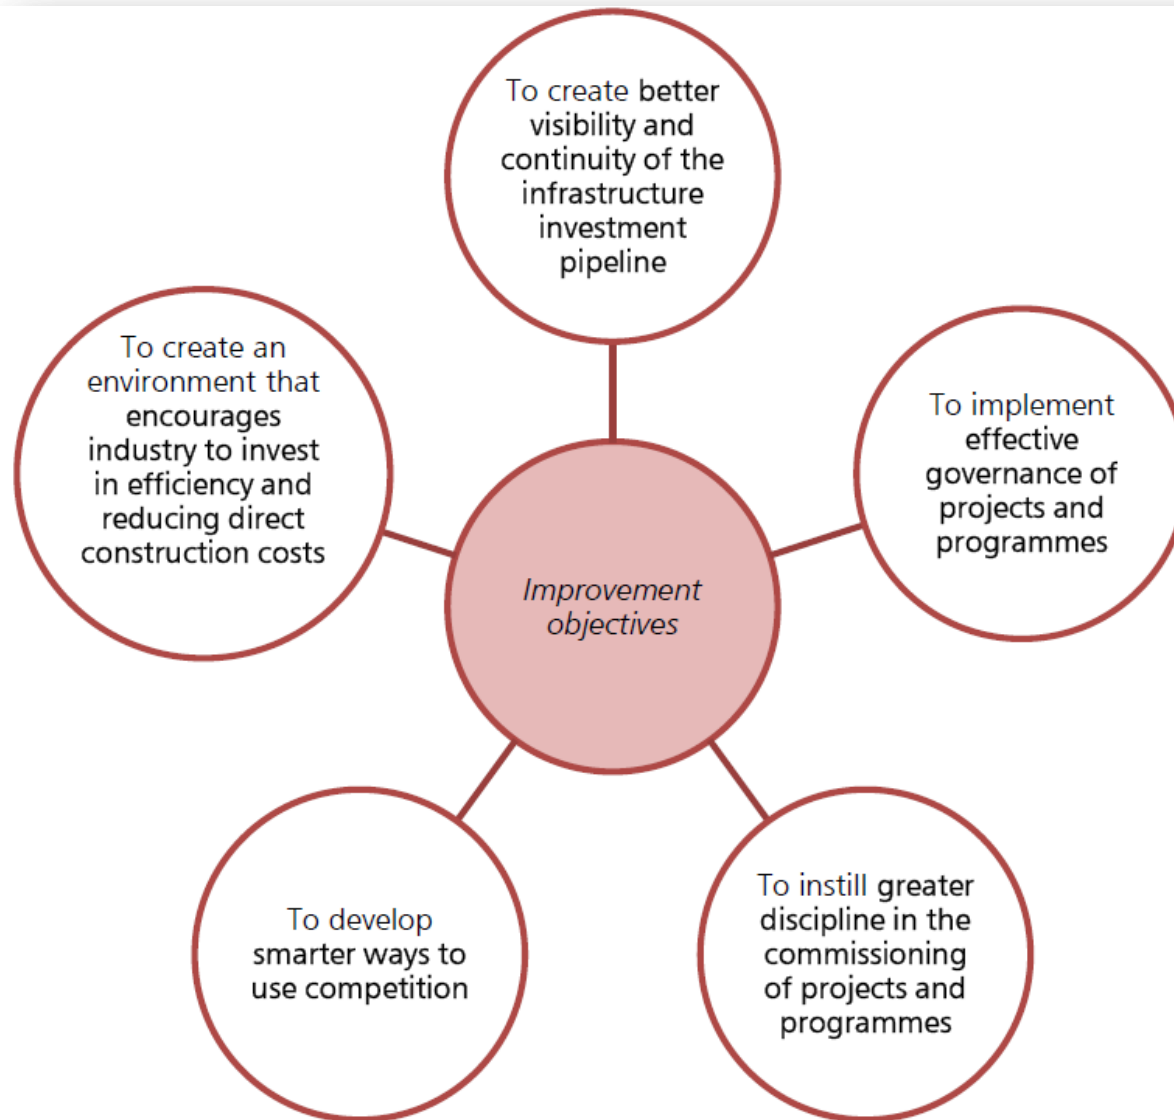 To create better
visibility and
continuity of the
infrastructure
investment
pipeline
To create an
environment that
encourages
industry to invest
in efficiency and
reducing direct
construction costs
To implement
effective
governance of
projects and
programmes
Improvement
objectives
To develop
smarter ways to
use competition
To instill greater
discipline in the
commissioning
of projects and
programmes